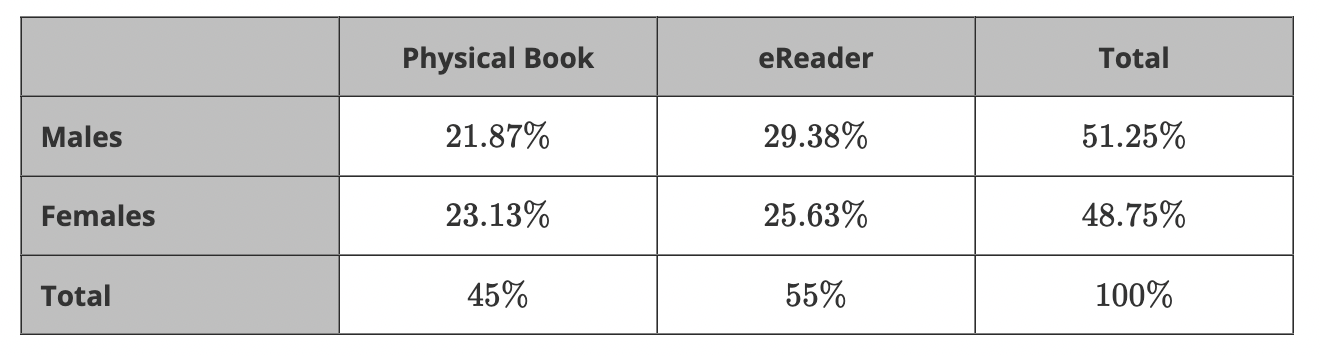 Physical Book eReader Total
Males 21.87% 29.38% 51.25%
Females 23.13% 25.63% 48.75%
Total 45% 55% 100%